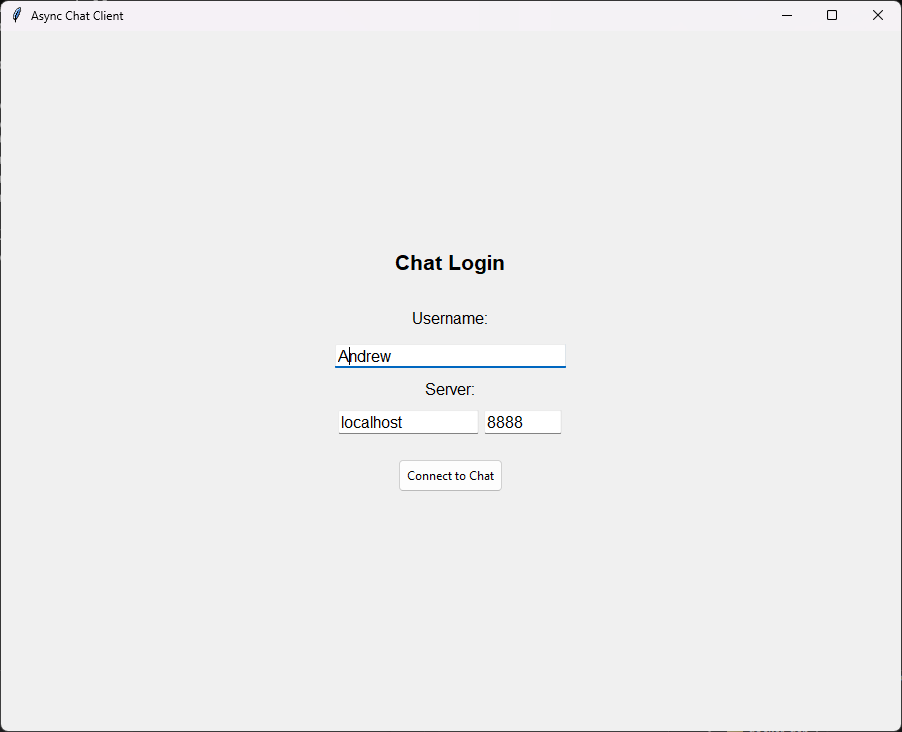 Async Chat Client
Chat Login
Username:
Andrew
Server:
localhost 8888
Connect to Chat